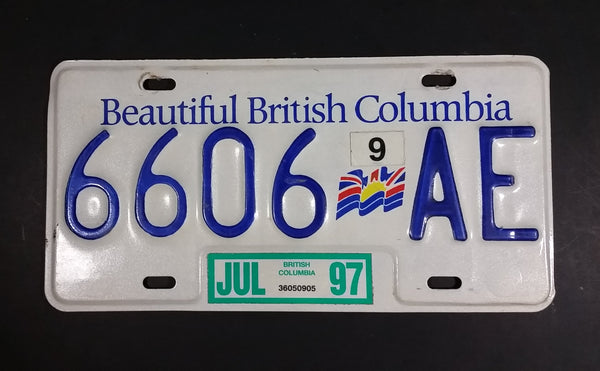 Beautiful British Columbia
9
6606 AE
JUL BRITISH COLUMBIA 97
36050905